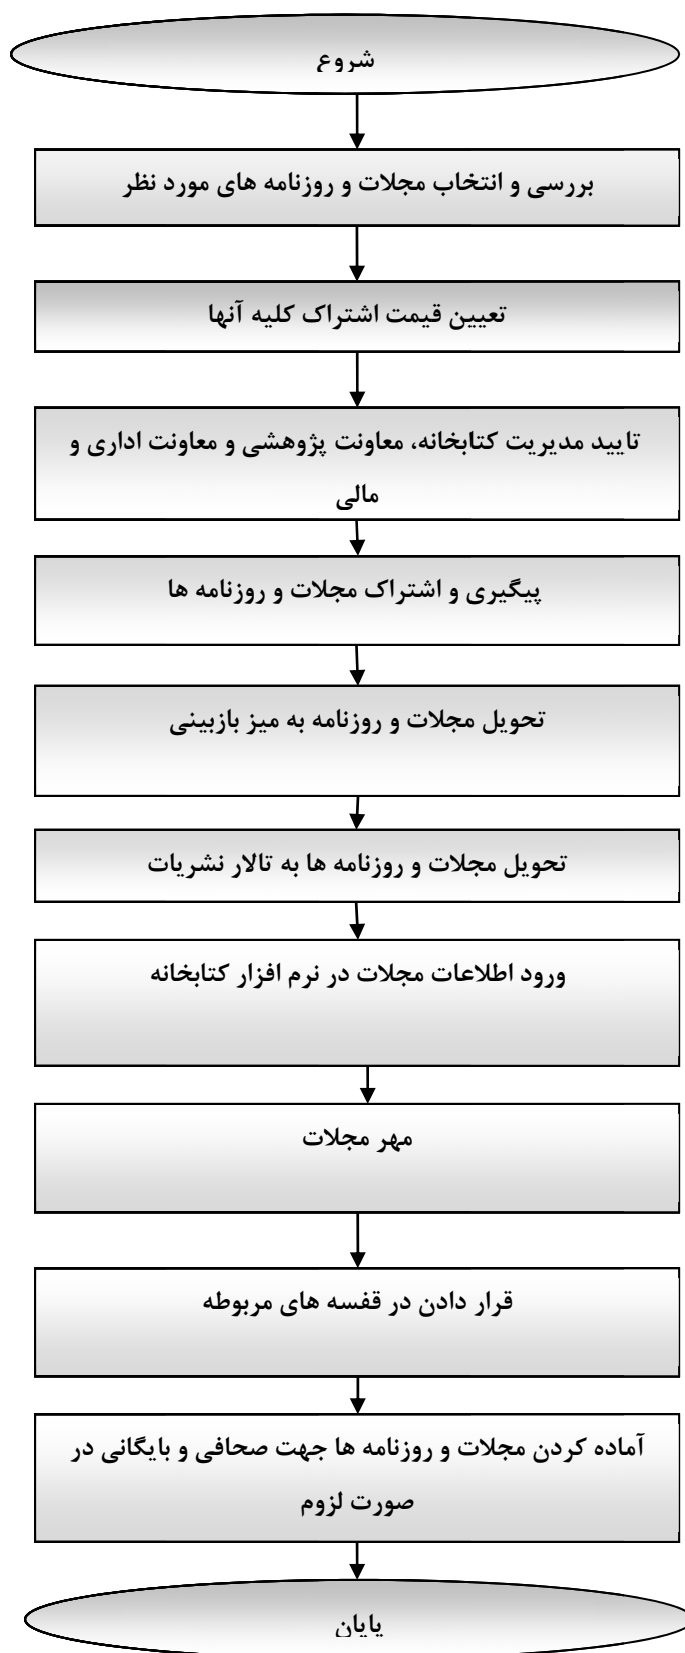 شروع
بررسی و انتخاب مجلات و روزنامه های مورد نظر
تعیین قیمت اشتراک کلیه آنها
تایید مدیریت کتابخانه، معاونت پژوهشی و معاونت اداری و
مالی
پیگیری و اشتراک مجلات و روزنامه ها
تحویل مجلات و روزنامه به میز بازبینی
تحویل مجلات و روزنامه ها به تالار نشریات
ورود اطلاعات مجلات در نرم افزار کتابخانه
مهر مجلات
قرار دادن در قفسه های مربوطه
آماده کردن مجلات و روزنامه ها جهت صحافی و بایگانی در
صورت لزوم
پایان